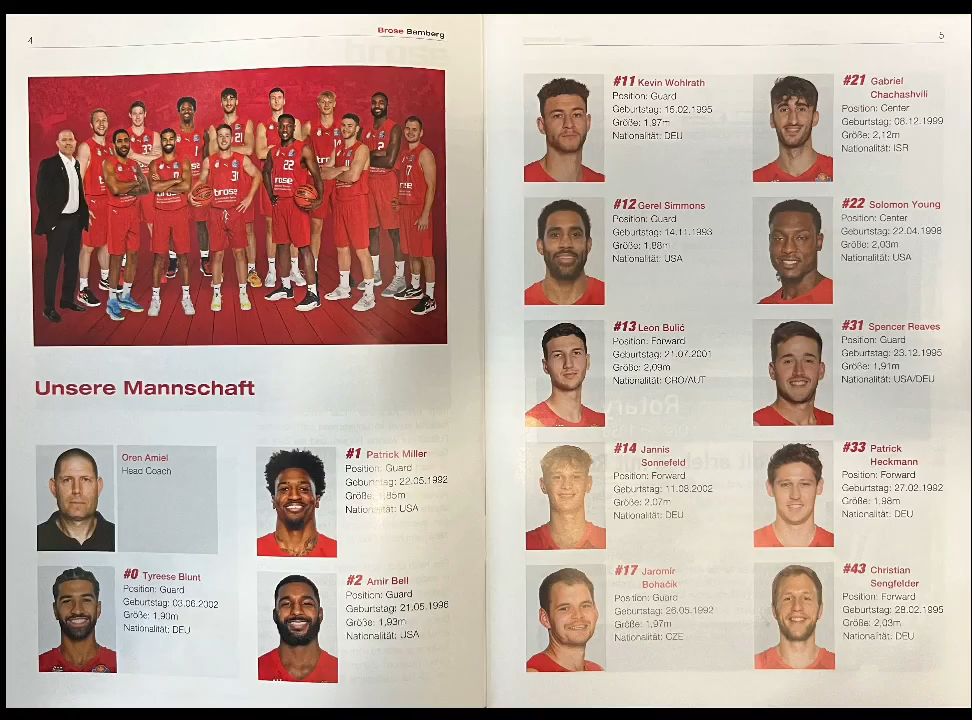 4
Brose Bamberg
Unsere Mannschaft
Oren Amiel
Head Coach
#0 Tyreese Blunt
Position: Guard
Geburtstag: 03.06.2002
Größe: 1,90m
Nationalität: DEU
#1 Patrick Miller
Position: Guard
Geburtstag: 22.05.1992
Größe: 1,85m
Nationalität: USA
#2 Amir Bell
Position: Guard
Geburtstag: 21.05.1996
Größe: 1,93m
Nationalität: USA
5
#11 Kevin Wohlrath
Position: Guard
Geburtstag: 15.02.1995
Größe: 1,97m
Nationalität: DEU
#12 Gerel Simmons
Position: Guard
Geburtstag: 14.11.1993
Größe: 1,88m
Nationalität: USA
#13 Leon Bulić
Position: Forward
Geburtstag: 21.07.2001
Größe: 2,09m
Nationalität: CRO/AUT
#14 Jannis
Sonnefeld
Position: Forward
Geburtstag: 11.08.2002
Größe: 2,07m
Nationalität: DEU
#17 Jaromír
Bohačík
Position: Guard
Geburtstag: 26.05.1992
Größe: 1,97m
Nationalität: CZE
#21 Gabriel
Chachashvili
Position: Center
Geburtstag: 06.12.1999
Größe: 2,12m
Nationalität: ISR
#22 Solomon Young
Position: Center
Geburtstag: 22.04.1998
Größe: 2,03m
Nationalität: USA
#31 Spencer Reaves
Position: Guard
Geburtstag: 23.12.1995
Größe: 1,91m
Nationalität: USA/DEU
#33 Patrick
Heckmann
Position: Forward
Geburtstag: 27.02.1992
Größe: 1,98m
Nationalität: DEU
#43 Christian
Sengfelder
Position: Forward
Geburtstag: 28.02.1995
Größe: 2,03m
Nationalität: DEU